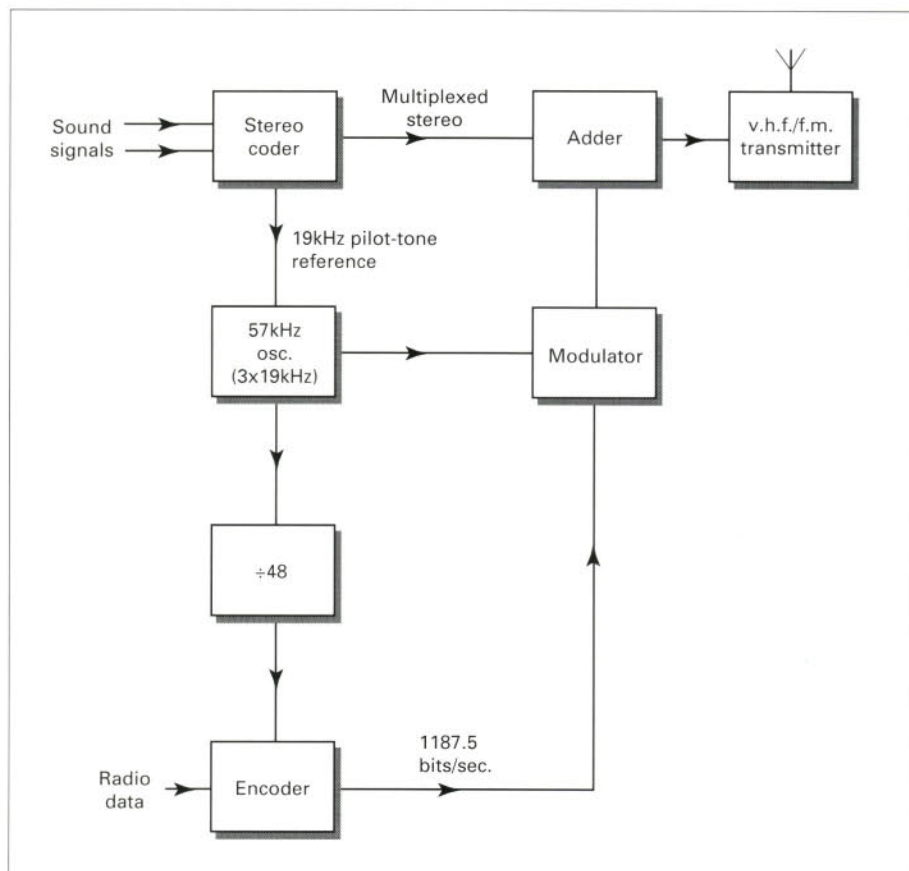 Sound
signals
Stereo
coder
Multiplexed
stereo
Adder
v.h.f./f.m.
transmitter
19kHz pilot-tone
reference
57kHz
osc.
(3x19kHz)
Modulator
÷48
Radio
data
Encoder
1187.5
bits/sec.